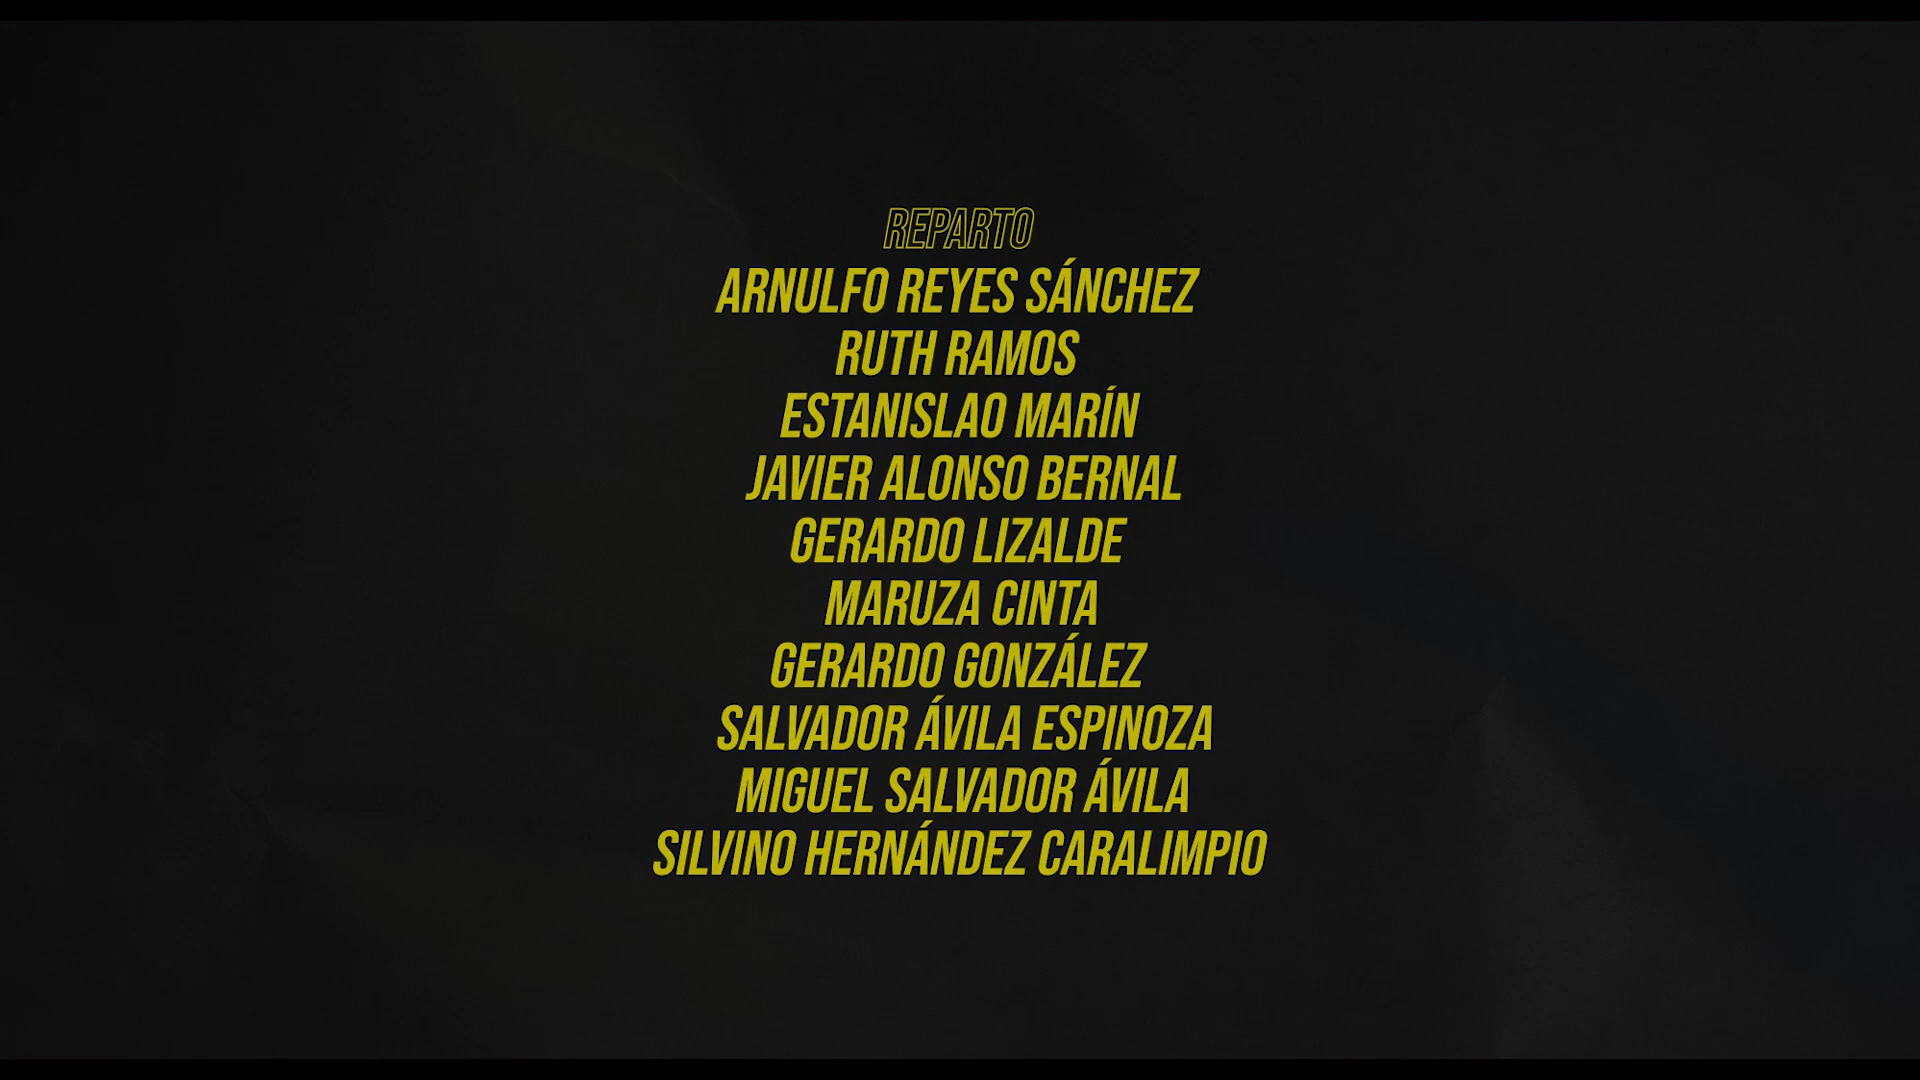 REPARTO
ARNULFO REYES SÁNCHEZ
RUTH RAMOS
ESTANISLAO MARÍN
JAVIER ALONSO BERNAL
GERARDO LIZALDE
MARUZA CINTA
GERARDO GONZÁLEZ
SALVADOR ÁVILA ESPINOZA
MIGUEL SALVADOR ÁVILA
SILVINO HERNÁNDEZ CARALIMPIO